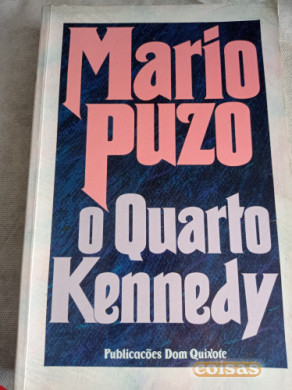 Mario
Puzo
o Quarto
Kennedy
Publicações Dom Quixote
coisas